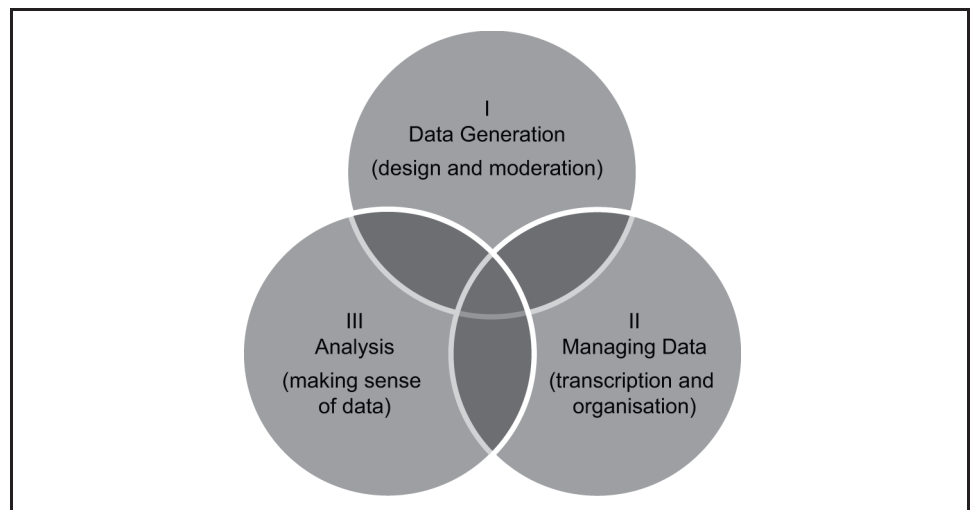 I
Data Generation
(design and moderation)
III
Analysis
(making sense
of data)
II
Managing Data
(transcription and
organisation)